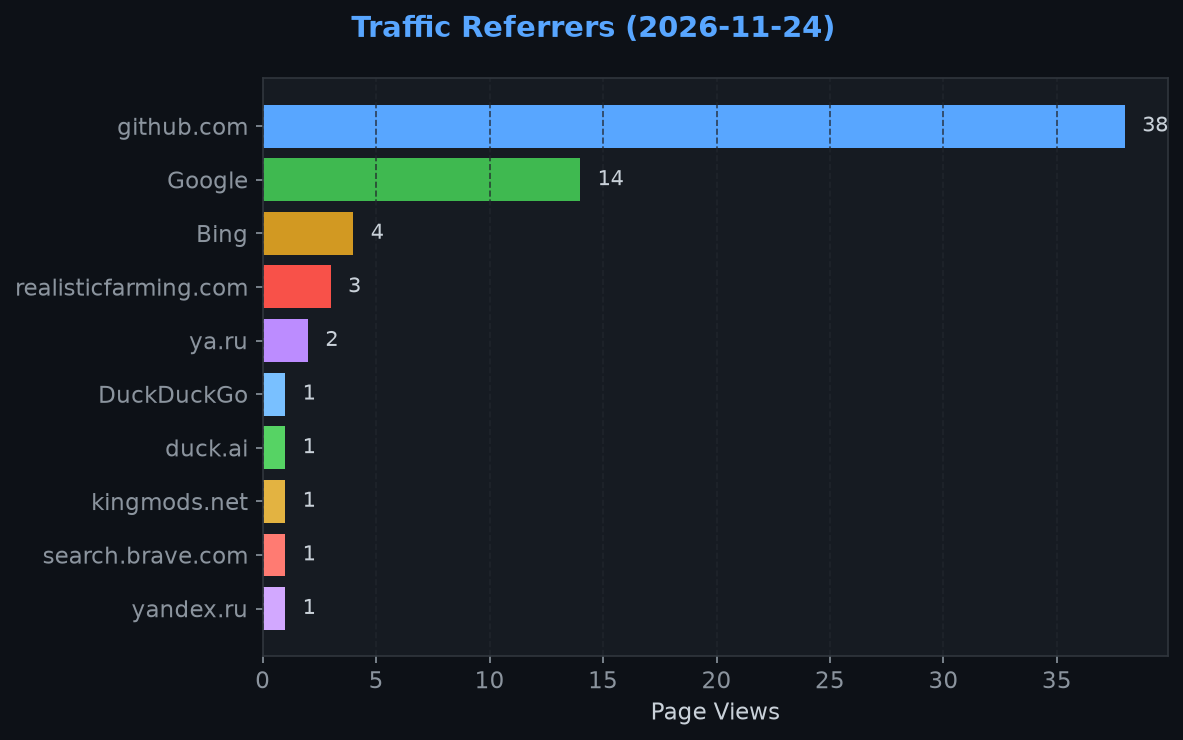 Traffic Referrers (2026-11-24)
github.com 38
Google 14
Bing 4
realisticfarming.com 3
ya.ru 2
DuckDuckGo 1
duck.ai 1
kingmods.net 1
search.brave.com 1
yandex.ru 1
0 5 10 15 20 25 30 35
Page Views